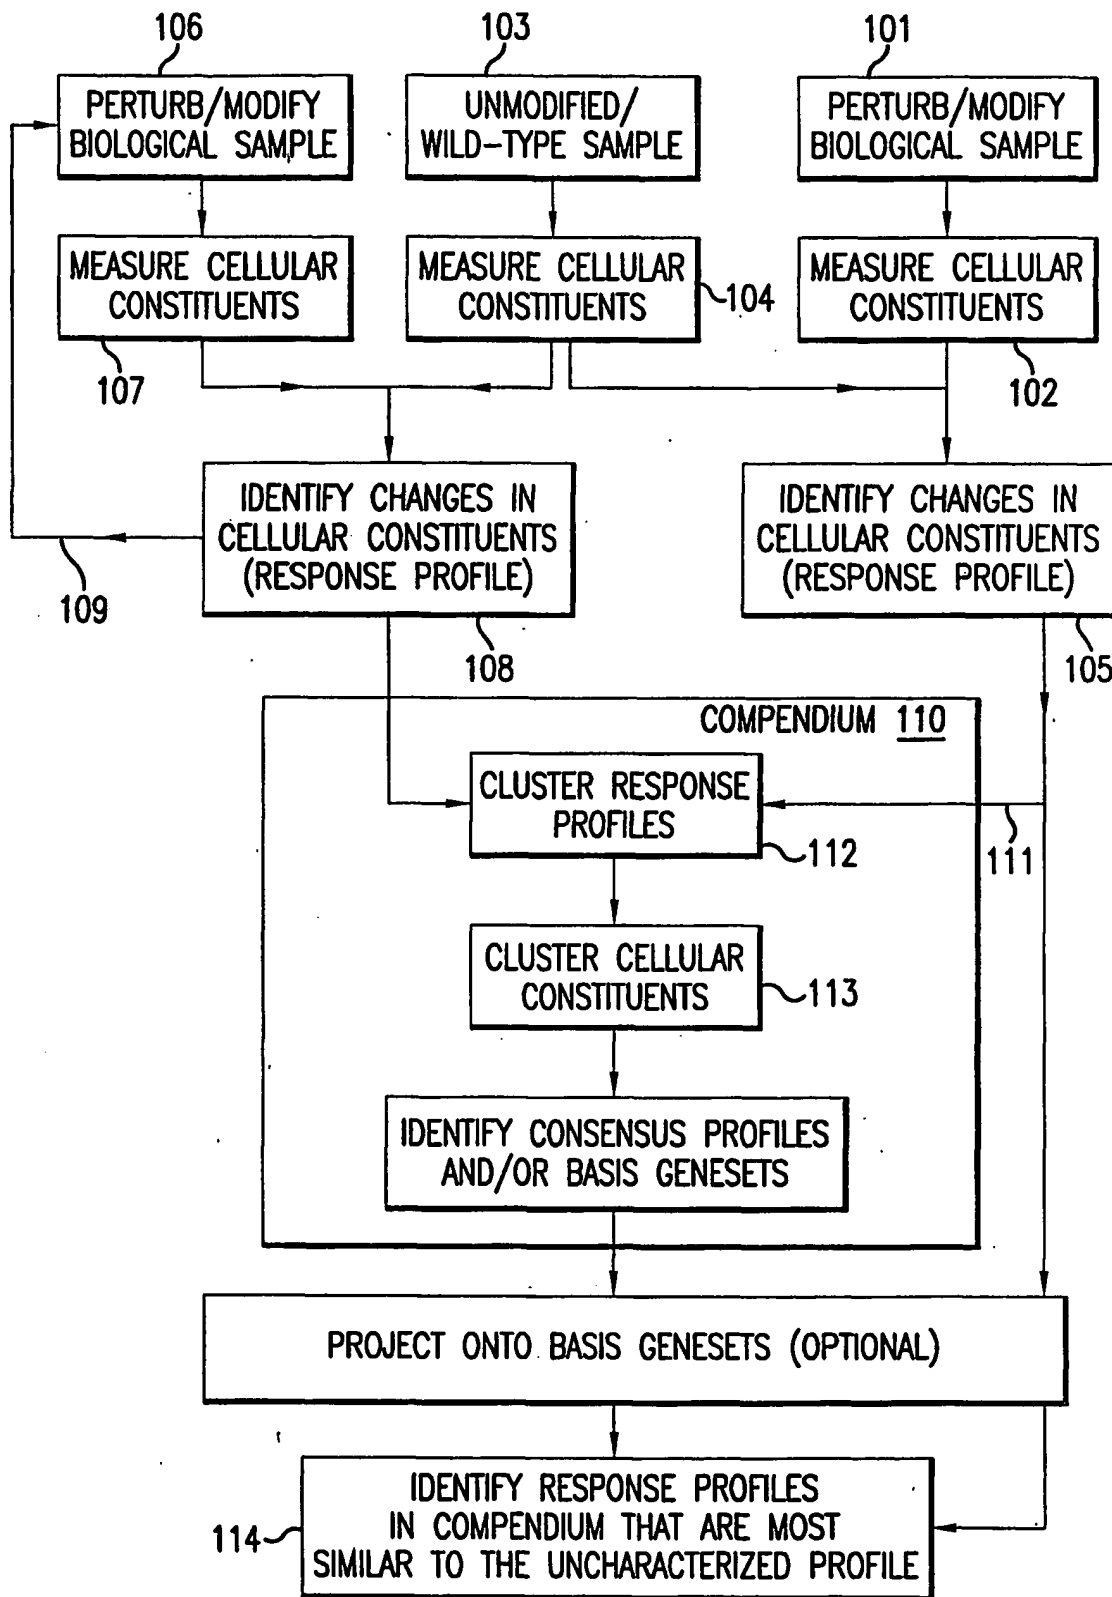 106
103
101
PERTURB/MODIFY
BIOLOGICAL SAMPLE
UNMODIFIED/
WILD-TYPE SAMPLE
PERTURB/MODIFY
BIOLOGICAL SAMPLE
MEASURE CELLULAR
CONSTITUENTS
MEASURE CELLULAR
CONSTITUENTS
104
MEASURE CELLULAR
CONSTITUENTS
107
102
IDENTIFY CHANGES IN
CELLULAR CONSTITUENTS
(RESPONSE PROFILE)
IDENTIFY CHANGES IN
CELLULAR CONSTITUENTS
(RESPONSE PROFILE)
109
108
105
COMPENDIUM 110
CLUSTER RESPONSE
PROFILES
112
111
CLUSTER CELLULAR
CONSTITUENTS
113
IDENTIFY CONSENSUS PROFILES
AND/OR BASIS GENESETS
PROJECT ONTO BASIS GENESETS (OPTIONAL)
IDENTIFY RESPONSE PROFILES
IN COMPENDIUM THAT ARE MOST
SIMILAR TO THE UNCHARACTERIZED PROFILE
114